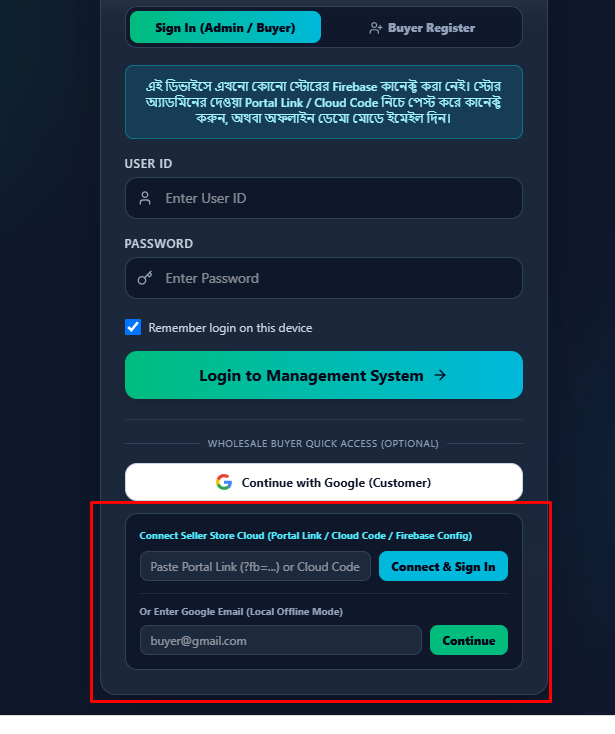 Sign In (Admin / Buyer)
Buyer Register
এই ডিভাইসে এখনো কোনো স্টোরের Firebase কানেক্ট করা নেই। স্টোর
অ্যাডমিনের দেওয়া Portal Link / Cloud Code নিচে পেস্ট করে কানেক্ট
করুন, অথবা অফলাইন ডেমো মোডে ইমেইল দিন।
USER ID
Enter User ID
PASSWORD
Enter Password
Remember login on this device
Login to Management System →
WHOLESALE BUYER QUICK ACCESS (OPTIONAL)
Continue with Google (Customer)
Connect Seller Store Cloud (Portal Link / Cloud Code / Firebase Config)
Paste Portal Link (?fb=...) or Cloud Code
Connect & Sign In
Or Enter Google Email (Local Offline Mode)
buyer@gmail.com
Continue